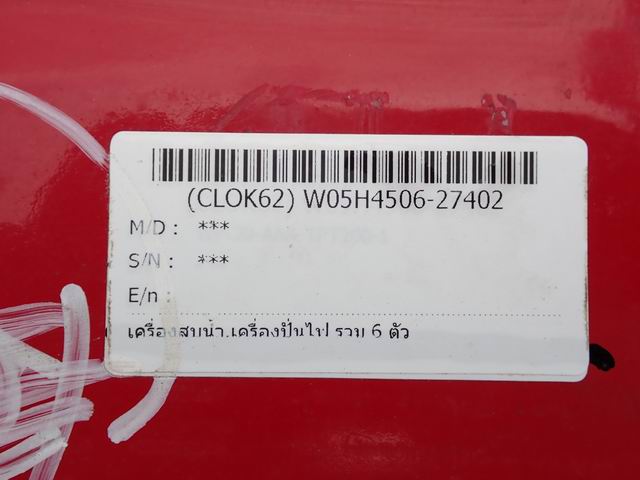 (CLOK62) W05H4506-27402
M/D : ***
S/N : ***
E/n :
เครื่องสูบน้ำ,เครื่องปั่นไฟ รวม 6 ตัว